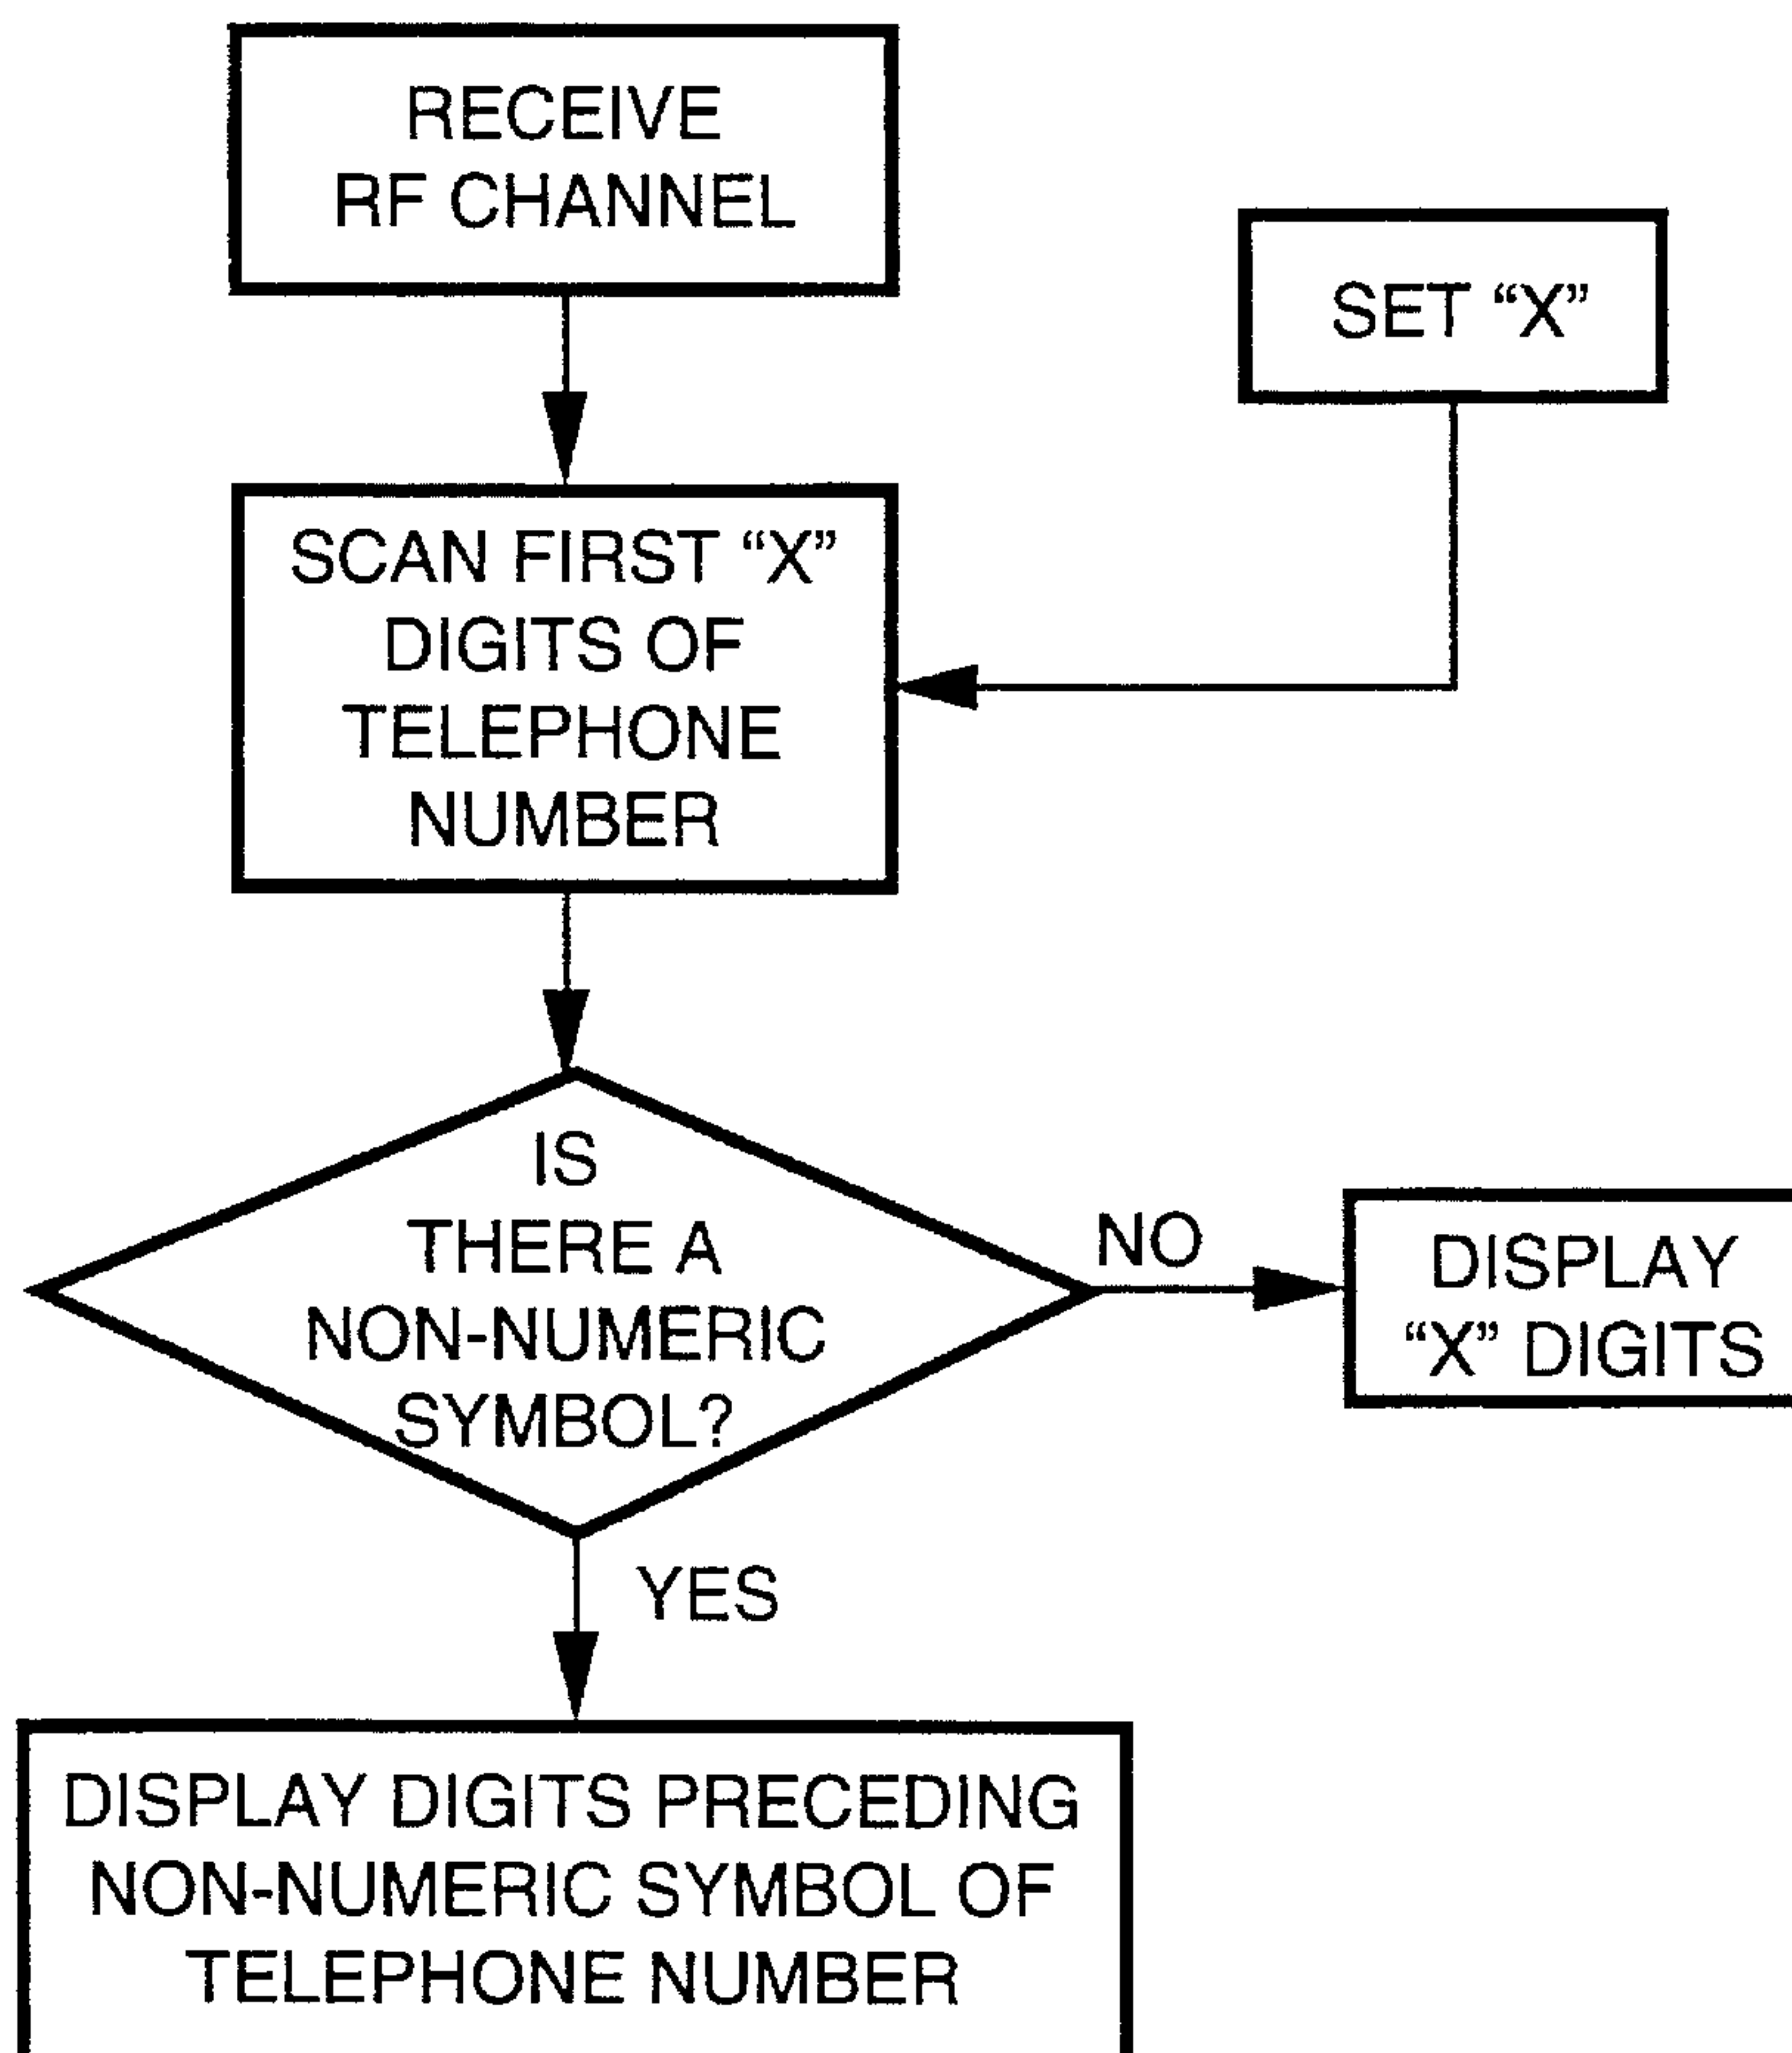 RECEIVE
RF CHANNEL
SET “X”
SCAN FIRST “X”
DIGITS OF
TELEPHONE
NUMBER
IS
THERE A
NON-NUMERIC
SYMBOL?
NO
DISPLAY
“X” DIGITS
YES
DISPLAY DIGITS PRECEDING
NON-NUMERIC SYMBOL OF
TELEPHONE NUMBER